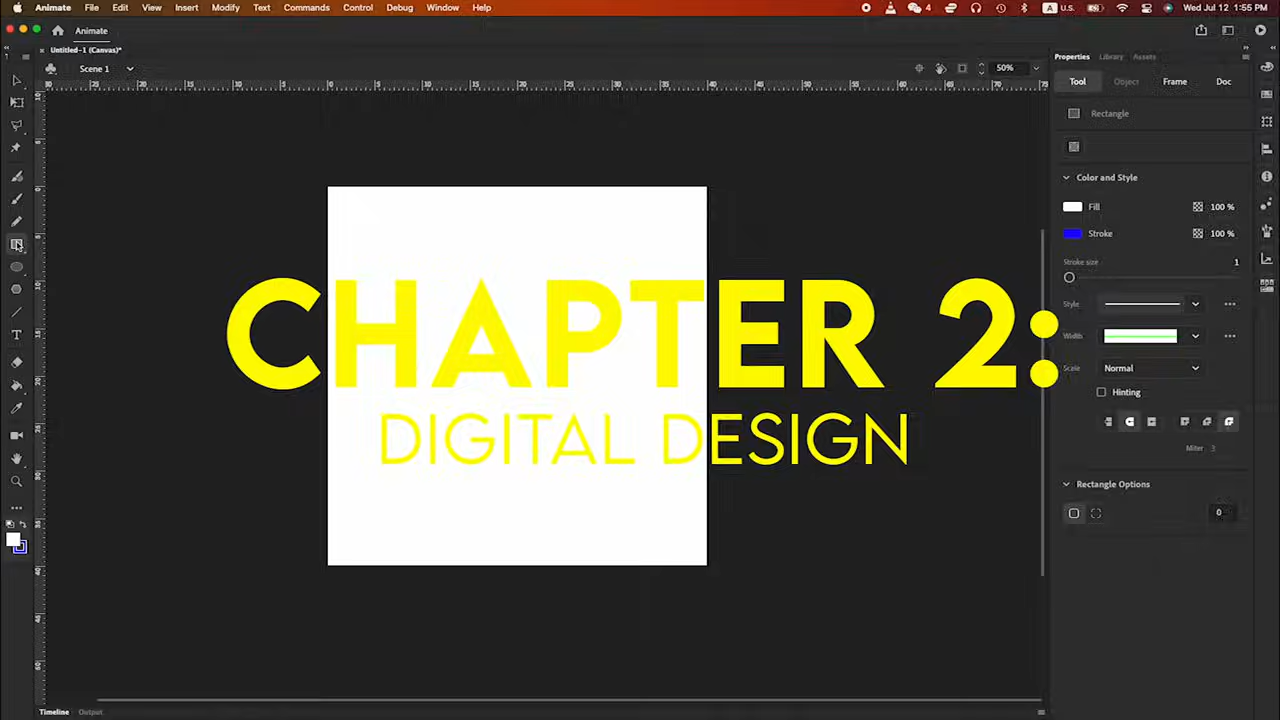 Animate File Edit View Insert Modify Text Commands Control Debug Window Help 4 A U.S. Wed Jul 12 1:55 PM
Animate
Untitled-1 (Canvas)*
Scene 1 50%
Properties Library Assets
Tool Object Frame Doc
Rectangle
Color and Style
Fill 100 %
Stroke 100 %
Stroke size 1
Style
Width
Scale Normal
Hinting
Miter 3
Rectangle Options
0
CHAPTER 2:
DIGITAL DESIGN
Timeline Output